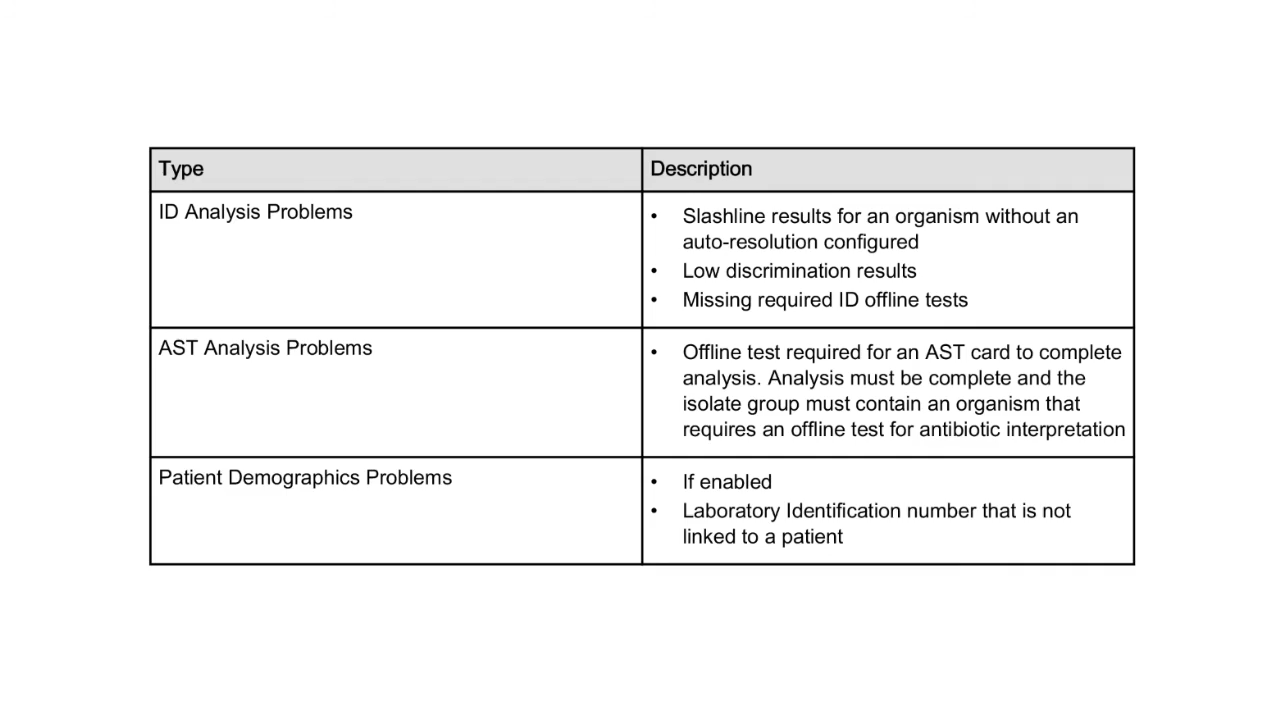 Type
Description
ID Analysis Problems
• Slashline results for an organism without an
auto-resolution configured
• Low discrimination results
• Missing required ID offline tests
AST Analysis Problems
• Offline test required for an AST card to complete
analysis. Analysis must be complete and the
isolate group must contain an organism that
requires an offline test for antibiotic interpretation
Patient Demographics Problems
• If enabled
• Laboratory Identification number that is not
linked to a patient